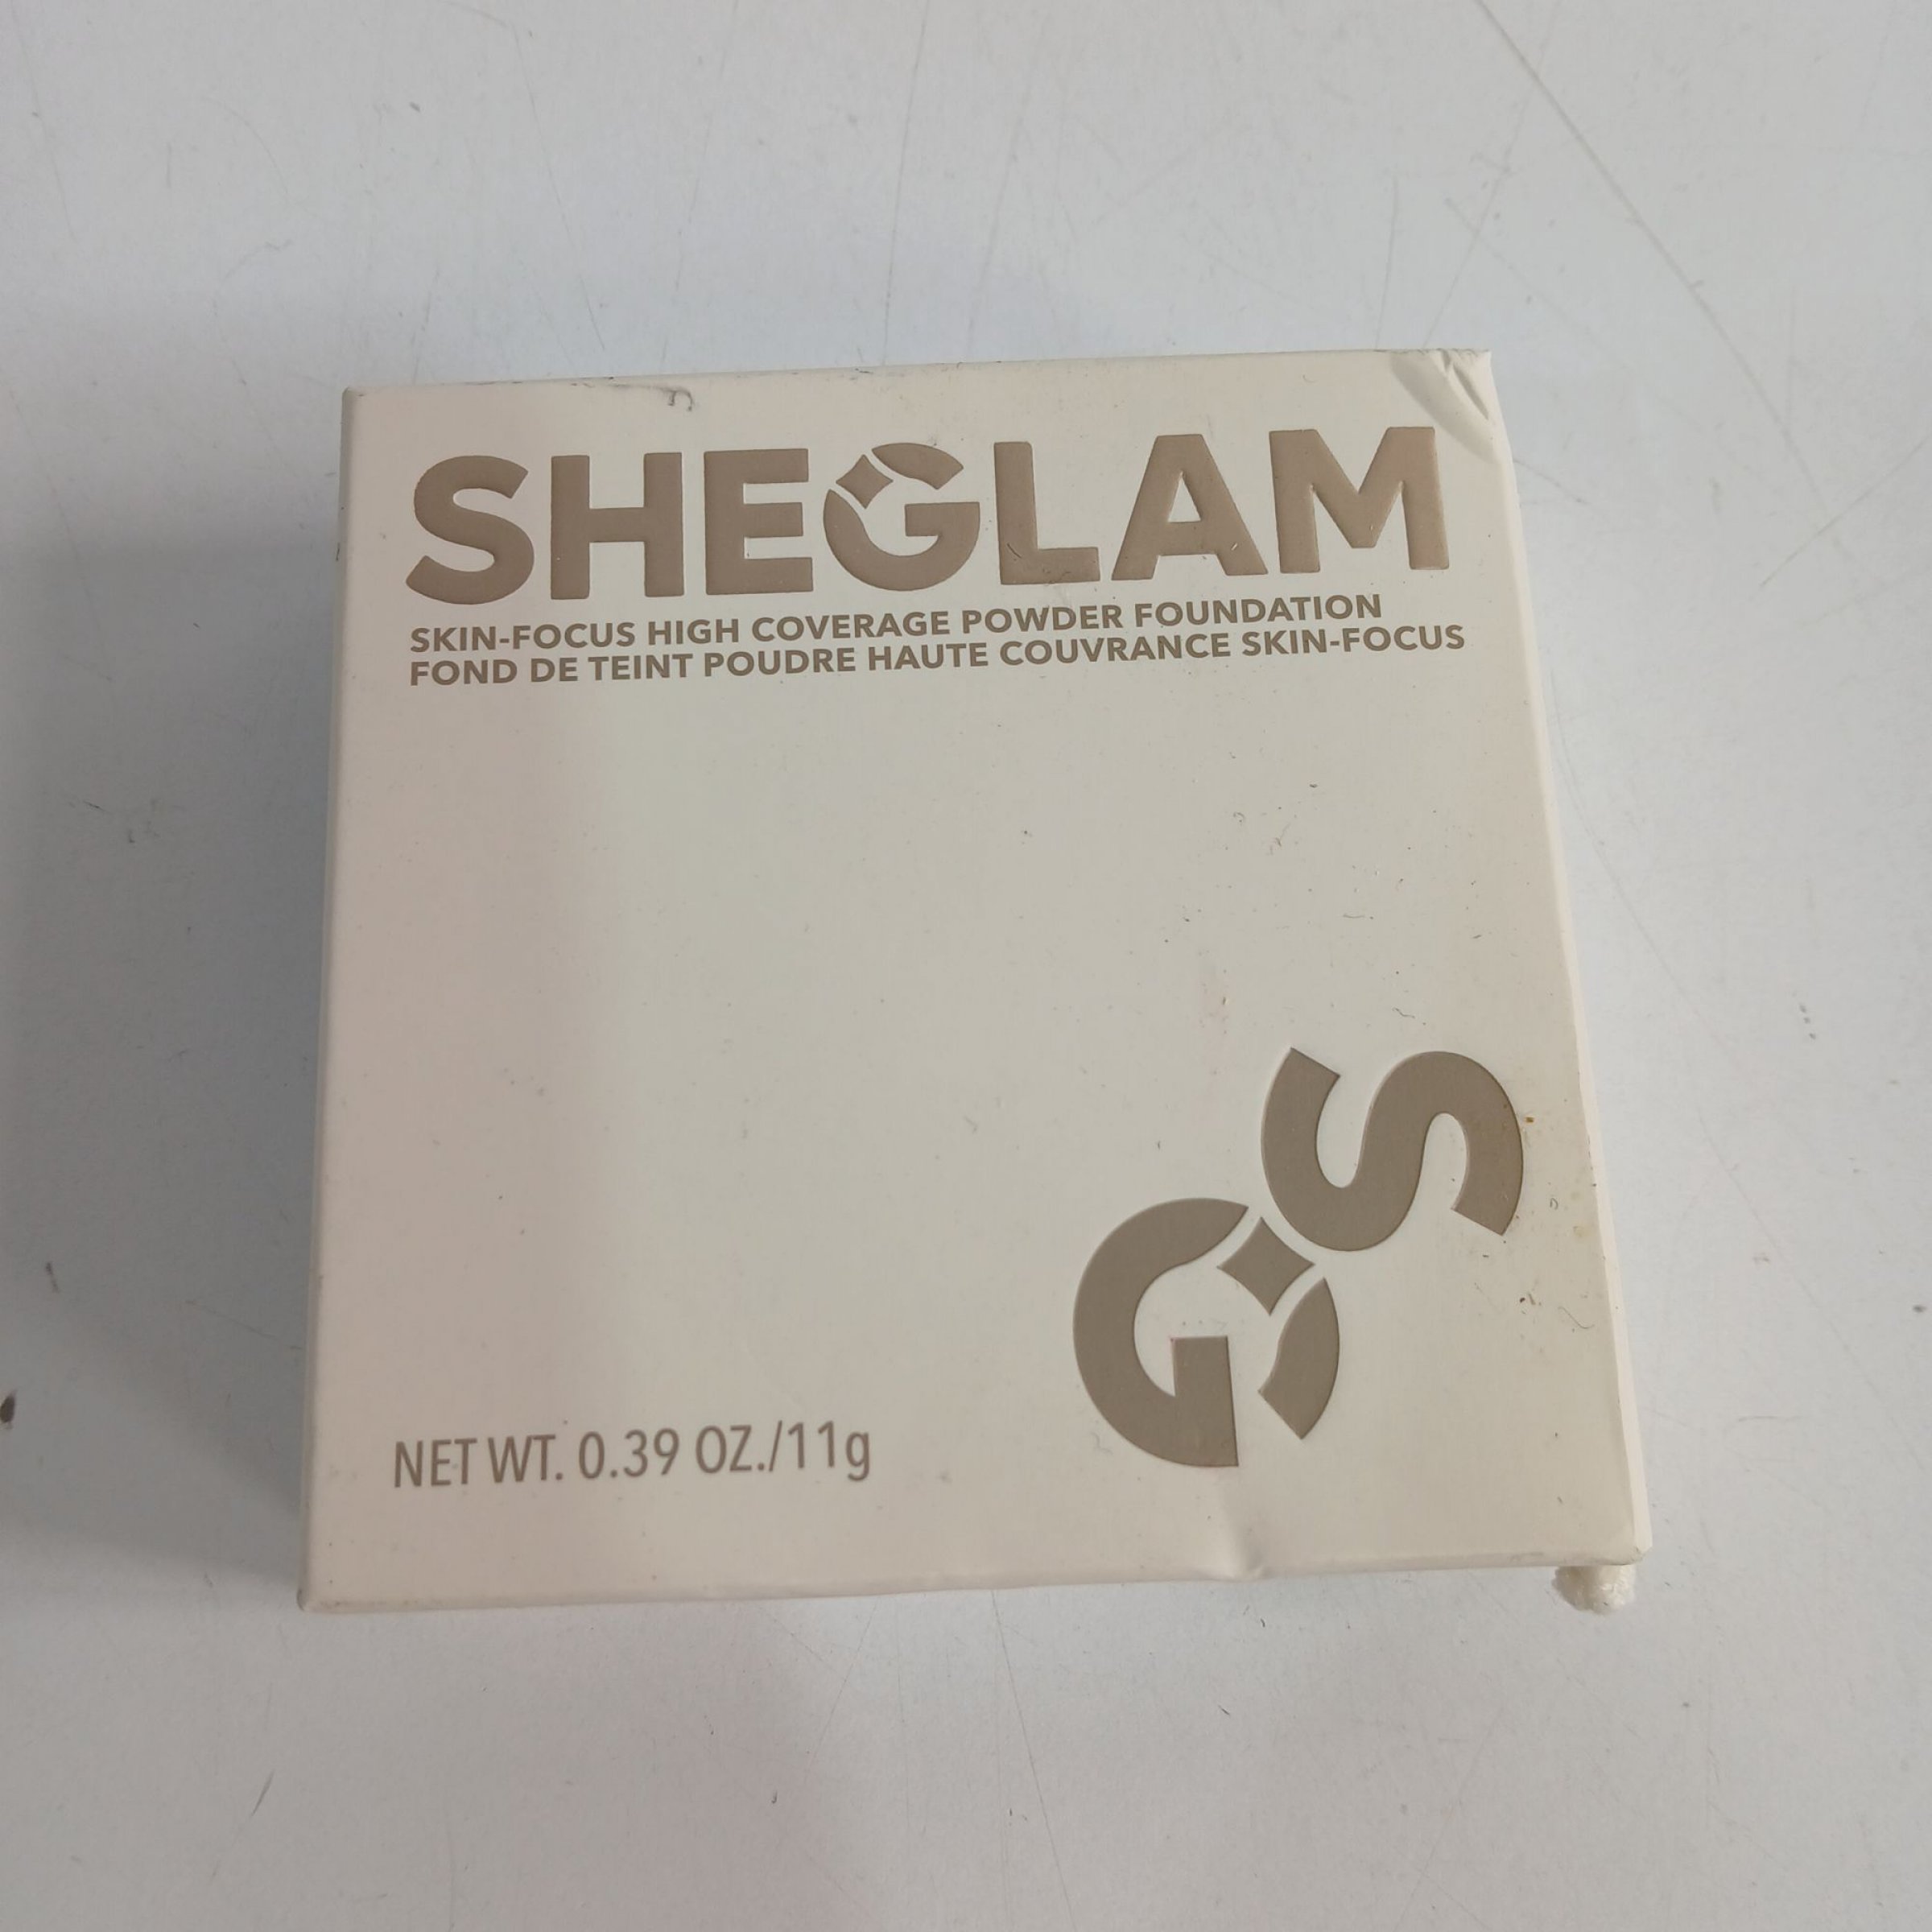 SHEGLAM
SKIN-FOCUS HIGH COVERAGE POWDER FOUNDATION
FOND DE TEINT POUDRE HAUTE COUVRANCE SKIN-FOCUS
SG
NET WT. 0.39 OZ./11g